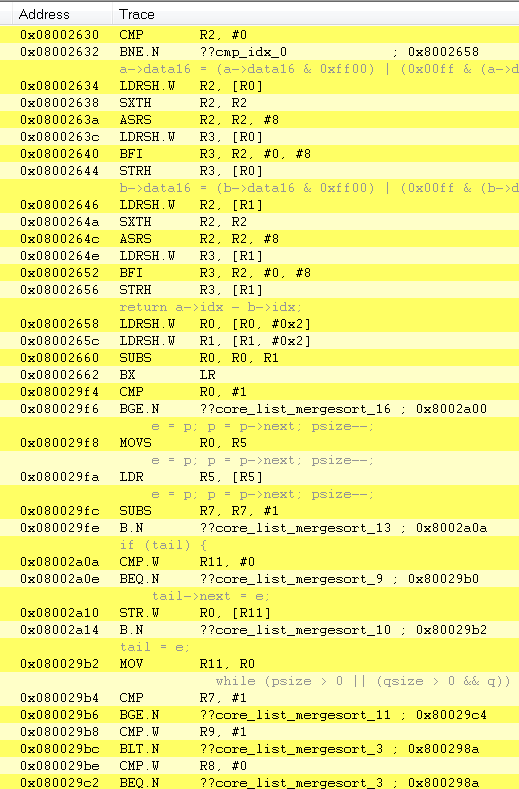 Address Trace
0x08002630 CMP R2, #0
0x08002632 BNE.N ??cmp_idx_0 ; 0x8002658
a->data16 = (a->data16 & 0xff00) | (0x00ff & (a->d
0x08002634 LDRSH.W R2, [R0]
0x08002638 SXTH R2, R2
0x0800263a ASRS R2, R2, #8
0x0800263c LDRSH.W R3, [R0]
0x08002640 BFI R3, R2, #0, #8
0x08002644 STRH R3, [R0]
b->data16 = (b->data16 & 0xff00) | (0x00ff & (b->d
0x08002646 LDRSH.W R2, [R1]
0x0800264a SXTH R2, R2
0x0800264c ASRS R2, R2, #8
0x0800264e LDRSH.W R3, [R1]
0x08002652 BFI R3, R2, #0, #8
0x08002656 STRH R3, [R1]
return a->idx - b->idx;
0x08002658 LDRSH.W R0, [R0, #0x2]
0x0800265c LDRSH.W R1, [R1, #0x2]
0x08002660 SUBS R0, R0, R1
0x08002662 BX LR
0x080029f4 CMP R0, #1
0x080029f6 BGE.N ??core_list_mergesort_16 ; 0x8002a00
e = p; p = p->next; psize--;
0x080029f8 MOVS R0, R5
e = p; p = p->next; psize--;
0x080029fa LDR R5, [R5]
e = p; p = p->next; psize--;
0x080029fc SUBS R7, R7, #1
0x080029fe B.N ??core_list_mergesort_13 ; 0x8002a0a
if (tail) {
0x08002a0a CMP.W R11, #0
0x08002a0e BEQ.N ??core_list_mergesort_9 ; 0x80029b0
tail->next = e;
0x08002a10 STR.W R0, [R11]
0x08002a14 B.N ??core_list_mergesort_10 ; 0x80029b2
tail = e;
0x080029b2 MOV R11, R0
while (psize > 0 || (qsize > 0 && q))
0x080029b4 CMP R7, #1
0x080029b6 BGE.N ??core_list_mergesort_11 ; 0x80029c4
0x080029b8 CMP.W R9, #1
0x080029bc BLT.N ??core_list_mergesort_3 ; 0x800298a
0x080029be CMP.W R8, #0
0x080029c2 BEQ.N ??core_list_mergesort_3 ; 0x800298a